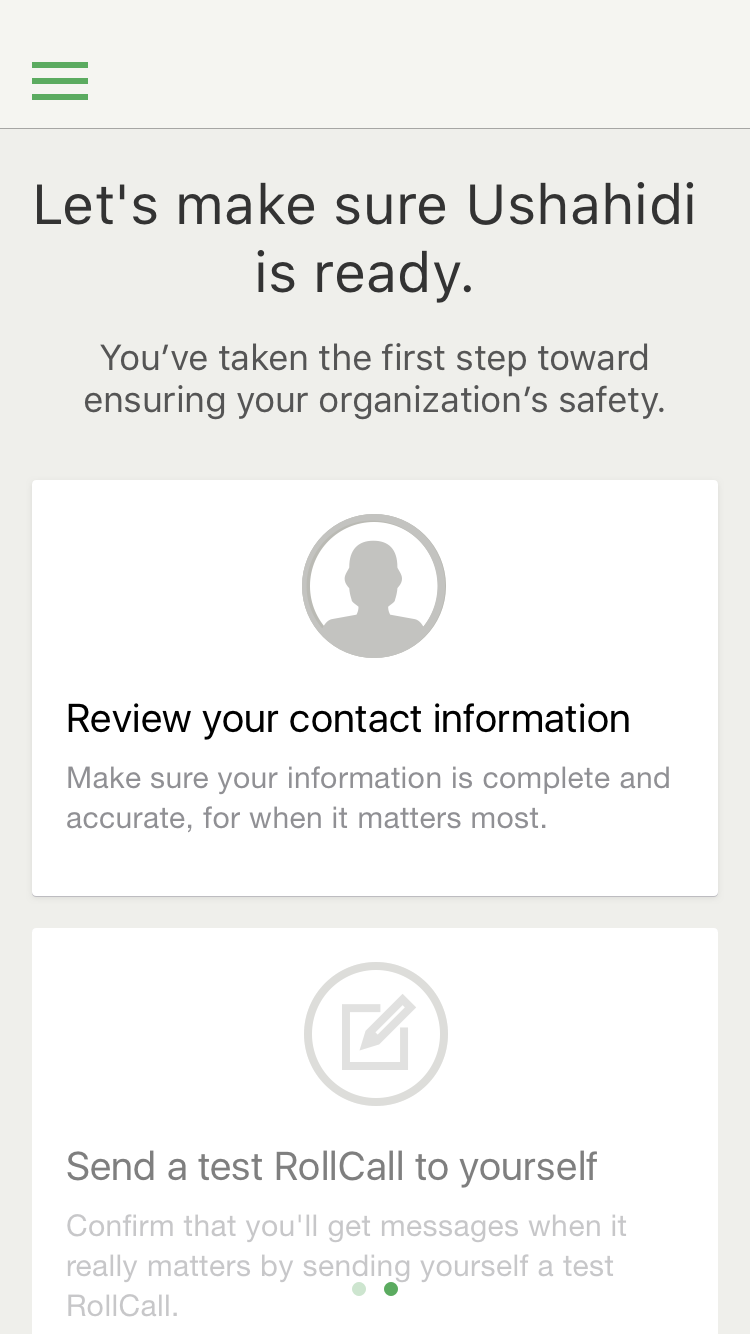 Let's make sure Ushahidi
is ready.
You’ve taken the first step toward
ensuring your organization’s safety.
Review your contact information
Make sure your information is complete and
accurate, for when it matters most.
Send a test RollCall to yourself
Confirm that you'll get messages when it
really matters by sending yourself a test
RollCall.